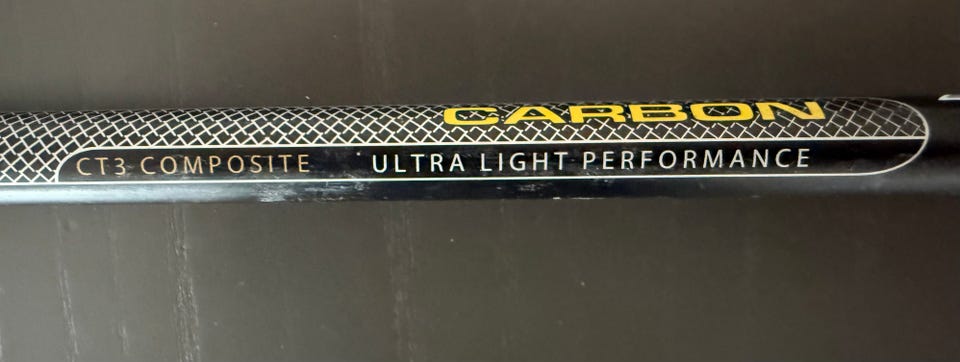 CARBON
CT3 COMPOSITE ULTRA LIGHT PERFORMANCE